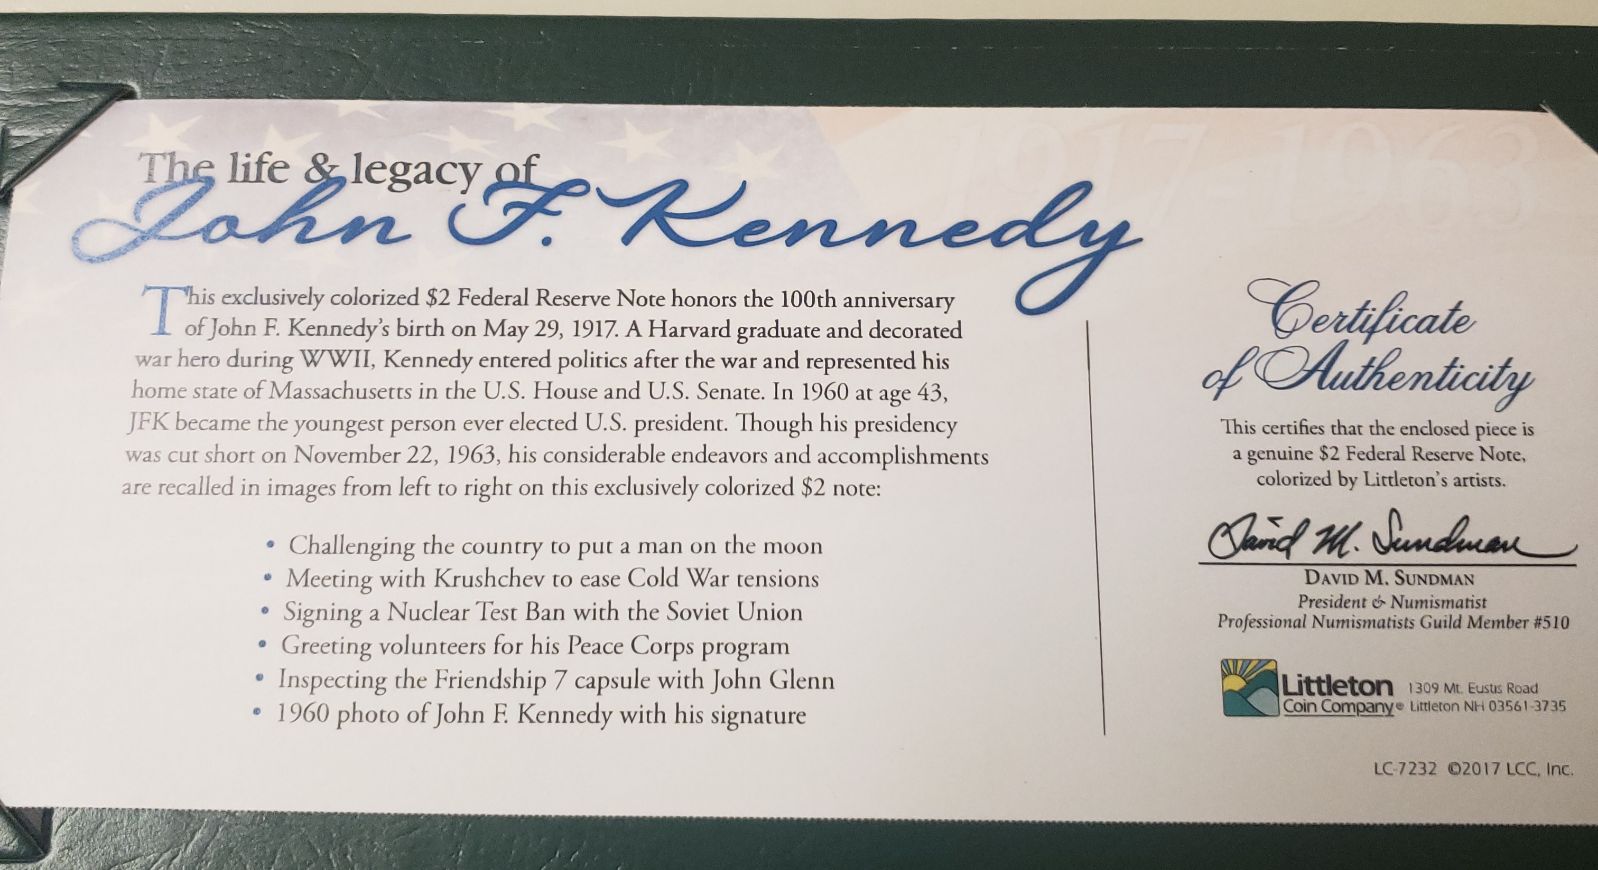 1917-1963
The life & legacy of
John F. Kennedy
This exclusively colorized $2 Federal Reserve Note honors the 100th anniversary
of John F. Kennedy's birth on May 29, 1917. A Harvard graduate and decorated
war hero during WWII, Kennedy entered politics after the war and represented his
home state of Massachusetts in the U.S. House and U.S. Senate. In 1960 at age 43,
JFK became the youngest person ever elected U.S. president. Though his presidency
was cut short on November 22, 1963, his considerable endeavors and accomplishments
are recalled in images from left to right on this exclusively colorized $2 note:
• Challenging the country to put a man on the moon
• Meeting with Krushchev to ease Cold War tensions
• Signing a Nuclear Test Ban with the Soviet Union
• Greeting volunteers for his Peace Corps program
• Inspecting the Friendship 7 capsule with John Glenn
• 1960 photo of John F. Kennedy with his signature
Certificate
of Authenticity
This certifies that the enclosed piece is
a genuine $2 Federal Reserve Note,
colorized by Littleton's artists.
David M. Sundman
DAVID M. SUNDMAN
President & Numismatist
Professional Numismatists Guild Member #510
Littleton
Coin Company®
1309 Mt. Eustis Road
Littleton NH 03561-3735
LC-7232 ©2017 LCC, Inc.